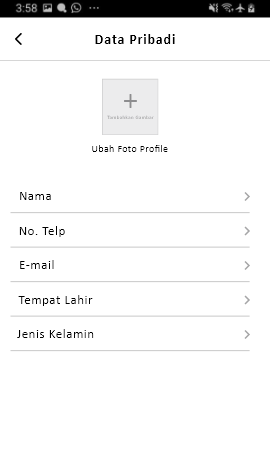 3:58
Data Pribadi
Tambahkan Gambar
Ubah Foto Profile
Nama
No. Telp
E-mail
Tempat Lahir
Jenis Kelamin